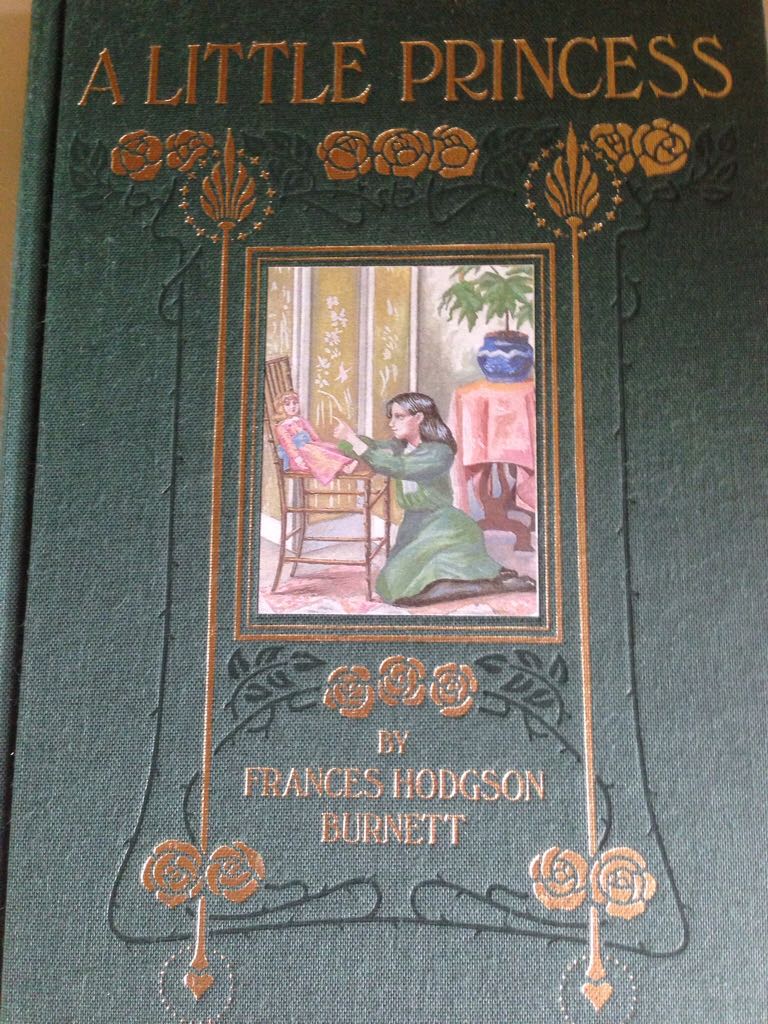 A LITTLE PRINCESS
BY
FRANCES HODGSON
BURNETT